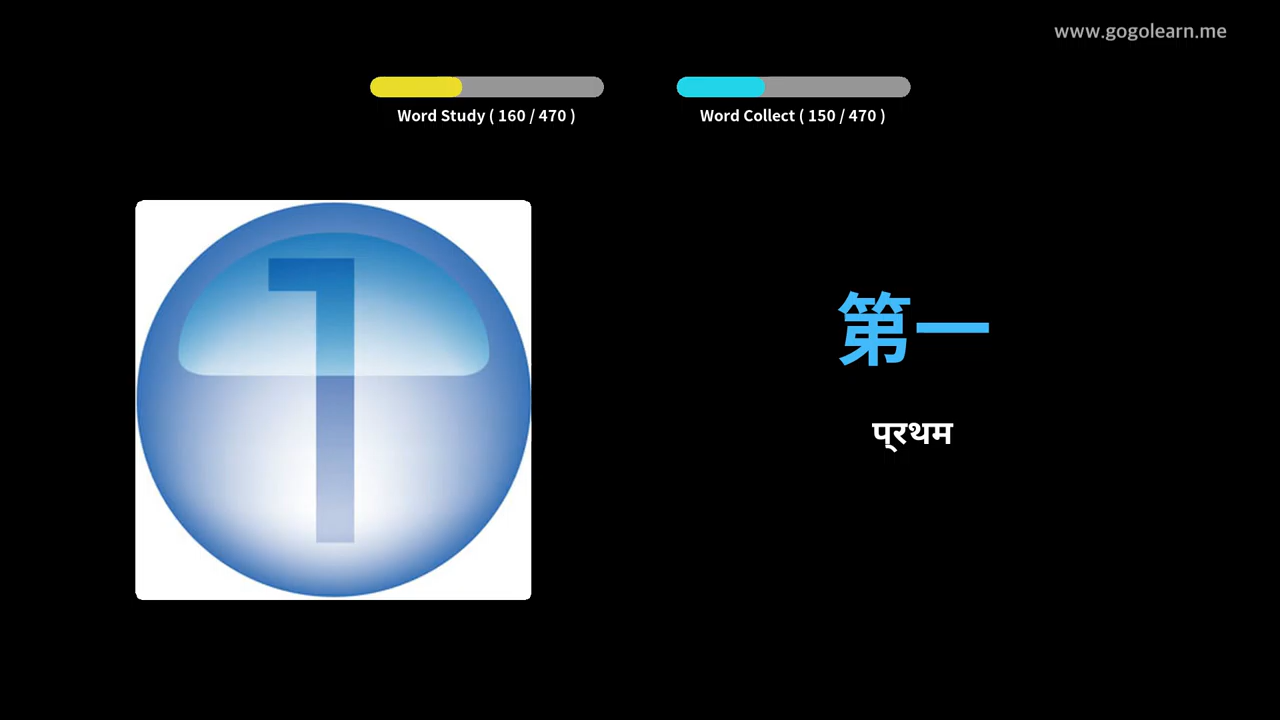 www.gogolearn.me
Word Study ( 160 / 470 )
Word Collect ( 150 / 470 )
1
第一
प्रथम